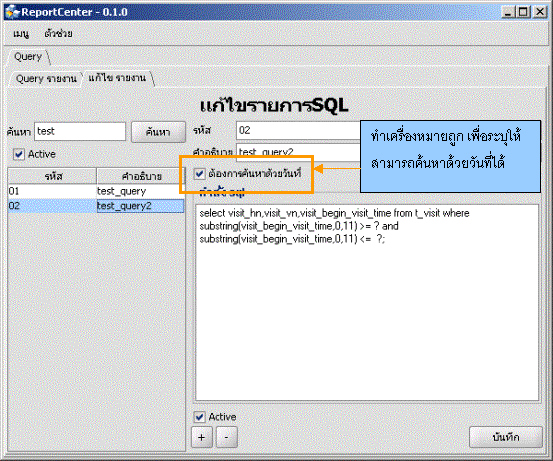 ReportCenter - 0.1.0
เมนู ตัวช่วย
Query
Query รายงาน แก้ไข รายงาน
แก้ไขรายการSQL
ค้นหา test ค้นหา
รหัส 02
Active
คำอธิบาย test_query2
ทำเครื่องหมายถูก เพื่อระบุให้
สามารถค้นหาด้วยวันที่ได้
รหัส คำอธิบาย
01 test_query
02 test_query2
ต้องการค้นหาด้วยวันที่
คำสั่ง Sql
select visit_hn,visit_vn,visit_begin_visit_time from t_visit where
substring(visit_begin_visit_time,0,11) >= ? and
substring(visit_begin_visit_time,0,11) <= ?;
Active
+ -
บันทึก